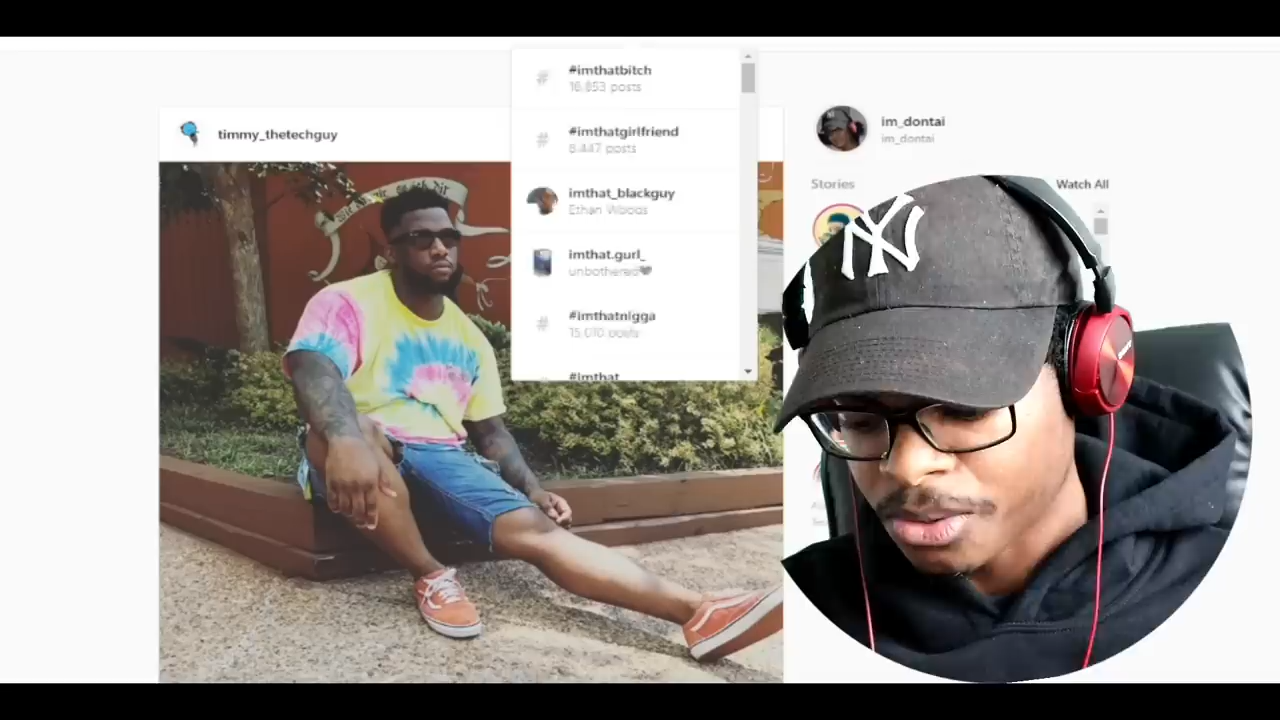 timmy_thetechguy
#imthatbitch
16,853 posts
#imthatgirlfriend
8,447 posts
imthat_blackguy
Ethan Woods
imthat.gurl_
unbothered🖤
#imthatnigga
15,010 posts
#imthat
im_dontai
im_dontai
Stories
Watch All
NY